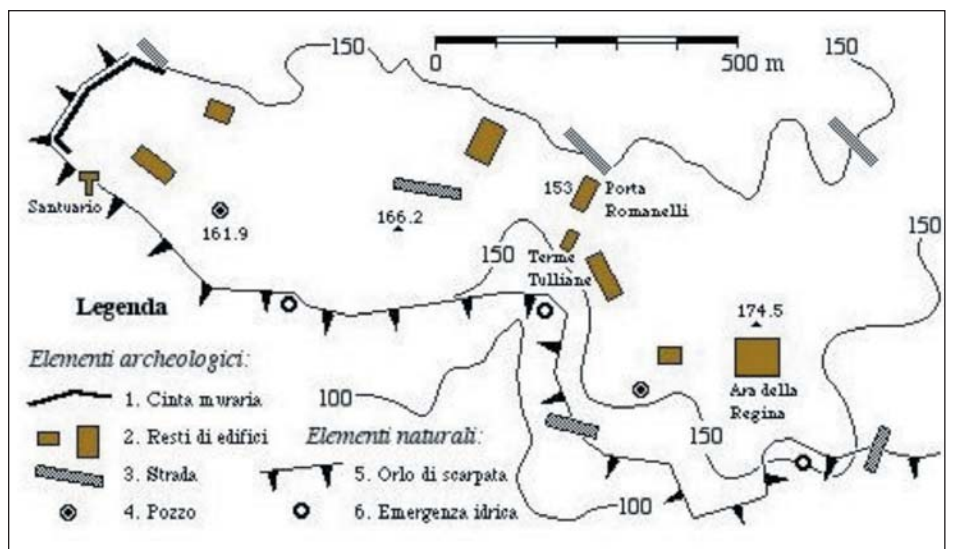 150
150
0
500 m
Santuario
161.9
166.2
153
Porta
Romanelli
150
150
Terme
Tulliane
174.5
Ara della
Regina
100
150
100
Legenda
Elementi archeologici:
1. Cinta muraria
2. Resti di edifici
3. Strada
4. Pozzo
Elementi naturali:
5. Orlo di scarpata
6. Emergenza idrica